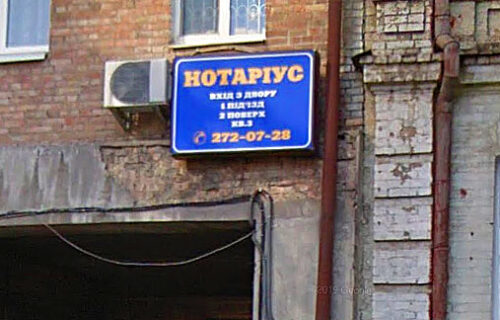 НОТАРІУС
ВХІД З ДВОРУ
1 ПІД'ЇЗД
2 ПОВЕРХ
КВ.3
272-07-28